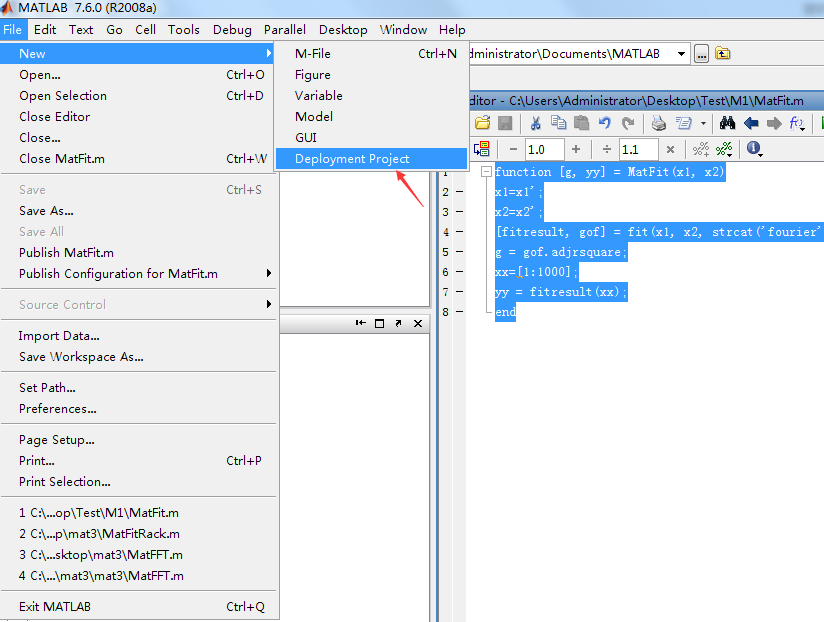 MATLAB 7.6.0 (R2008a)
File Edit Text Go Cell Tools Debug Parallel Desktop Window Help
New
Open... Ctrl+O
Open Selection Ctrl+D
Close Editor
Close...
Close MatFit.m Ctrl+W
Save Ctrl+S
Save As...
Save All
Publish MatFit.m
Publish Configuration for MatFit.m
Source Control
Import Data...
Save Workspace As...
Set Path...
Preferences...
Page Setup...
Print... Ctrl+P
Print Selection...
1 C:\...op\Test\M1\MatFit.m
2 C:\...p\mat3\MatFitRack.m
3 C:\...sktop\mat3\MatFFT.m
4 C:\...\mat3\mat3\MatFFT.m
Exit MATLAB Ctrl+Q
M-File Ctrl+N
Figure
Variable
Model
GUI
Deployment Project
dministrator\Documents\MATLAB ...
ditor - C:\Users\Administrator\Desktop\Test\M1\MatFit.m
− 1.0 + ÷ 1.1 ×
1 function [g, yy] = MatFit(x1, x2)
2 − x1=x1';
3 − x2=x2';
4 − [fitresult, gof] = fit(x1, x2, strcat('fourier'
5 − g = gof.adjrsquare;
6 − xx=[1:1000];
7 − yy = fitresult(xx);
8 − end